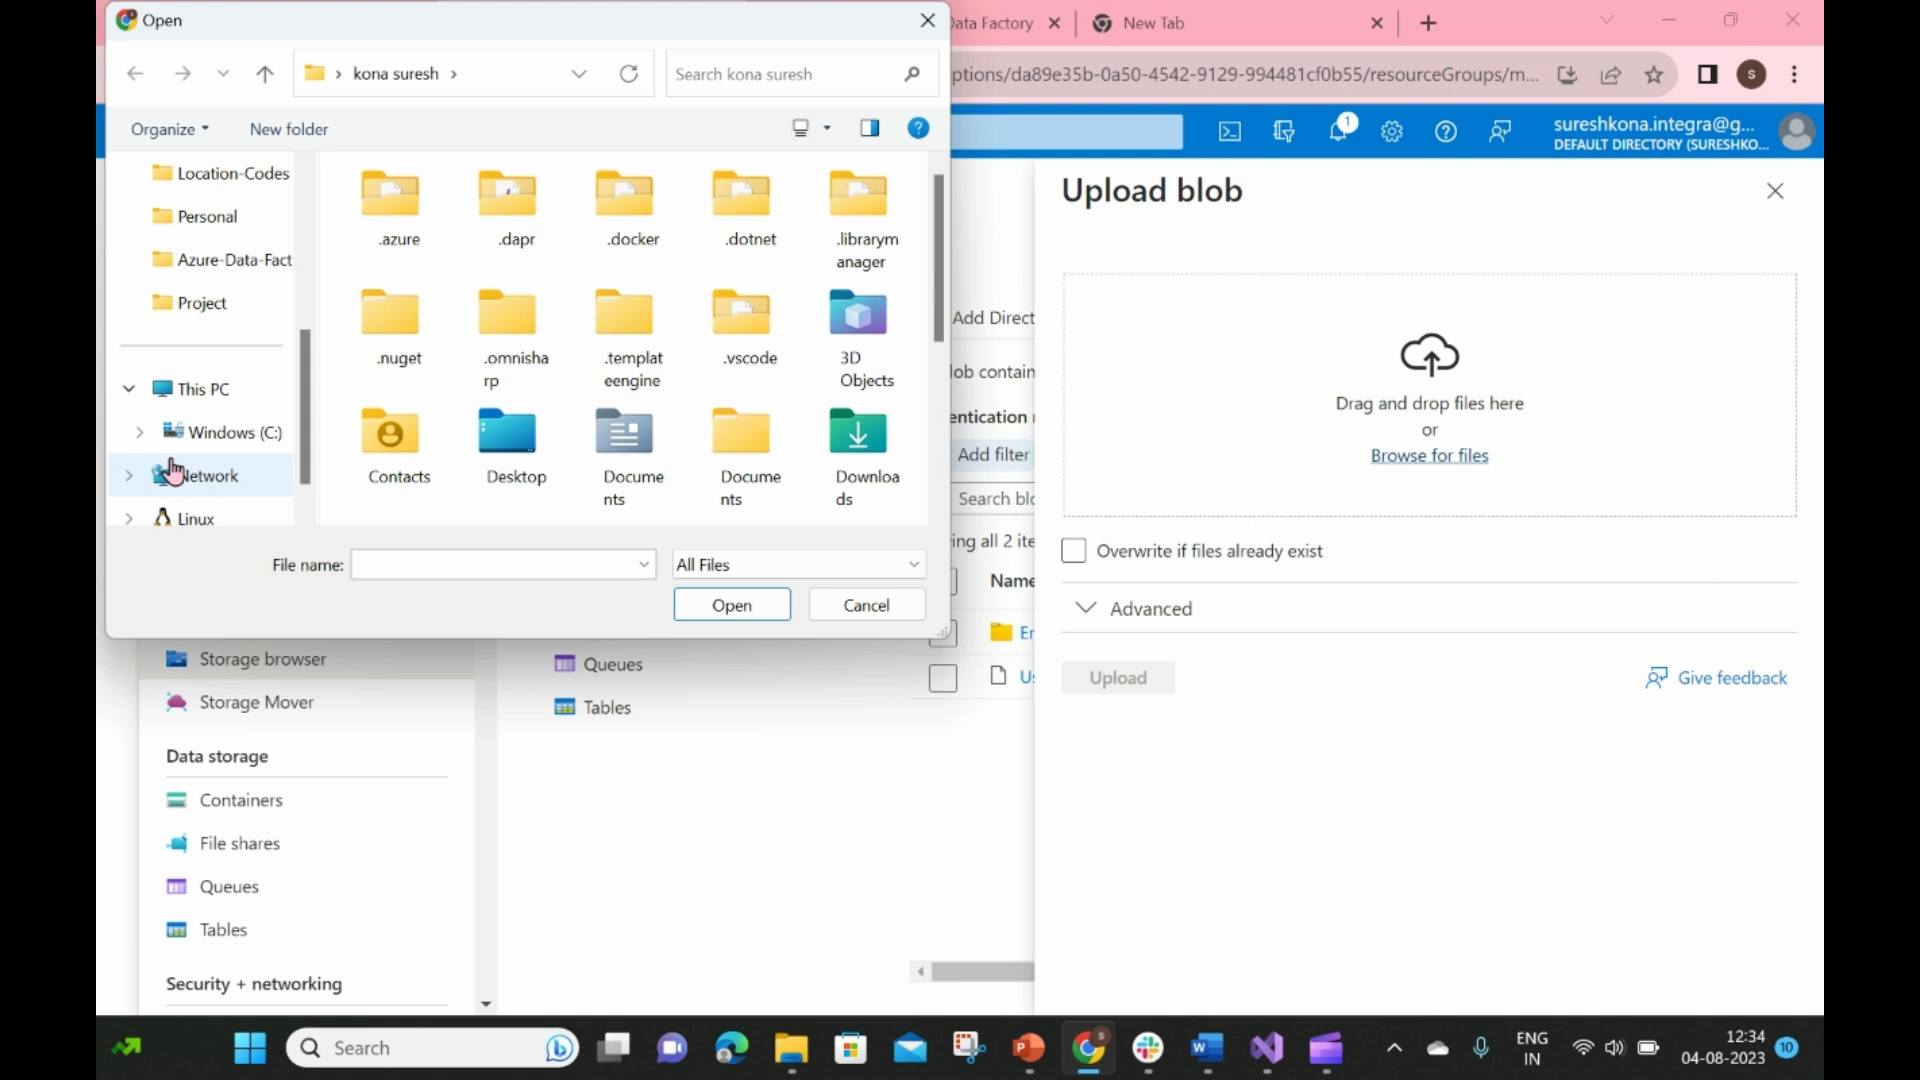 Open
Data Factory
New Tab
kona suresh
Search kona suresh
ptions/da89e35b-0a50-4542-9129-994481cf0b55/resourceGroups/m...
S
Organize
New folder
?
1
sureshkona.integra@g...
DEFAULT DIRECTORY (SURESHKO...
Location-Codes
Personal
Azure-Data-Fact
Project
This PC
Windows (C:)
Network
Linux
.azure
.dapr
.docker
.dotnet
.librarym
anager
.nuget
.omnisha
rp
.templat
eengine
.vscode
3D
Objects
Contacts
Desktop
Docume
nts
Docume
nts
Downloa
ds
File name:
All Files
Open
Cancel
Add Direct
lob contain
entication
Add filter
Search blo
ing all 2 ite
Name
Er
Us
Upload blob
Drag and drop files here
or
Browse for files
Overwrite if files already exist
Advanced
Upload
Give feedback
Storage browser
Storage Mover
Data storage
Containers
File shares
Queues
Tables
Security + networking
Queues
Tables
Search
ENG
IN
12:34
04-08-2023
10